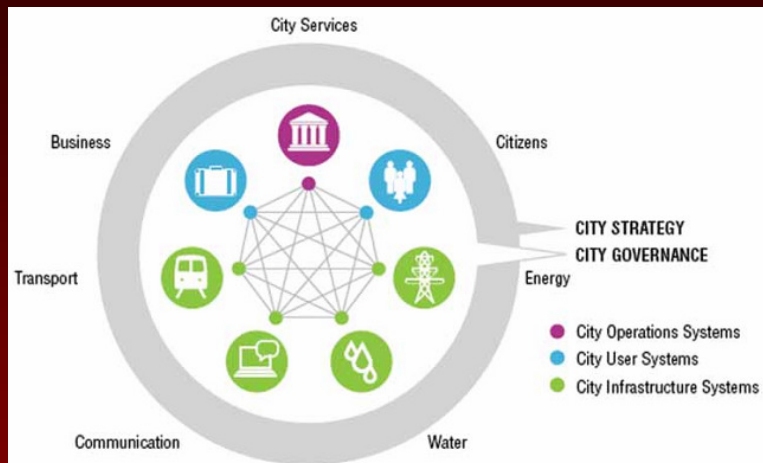 City Services
Business
Citizens
CITY STRATEGY
CITY GOVERNANCE
Transport
Energy
City Operations Systems
City User Systems
City Infrastructure Systems
Communication
Water